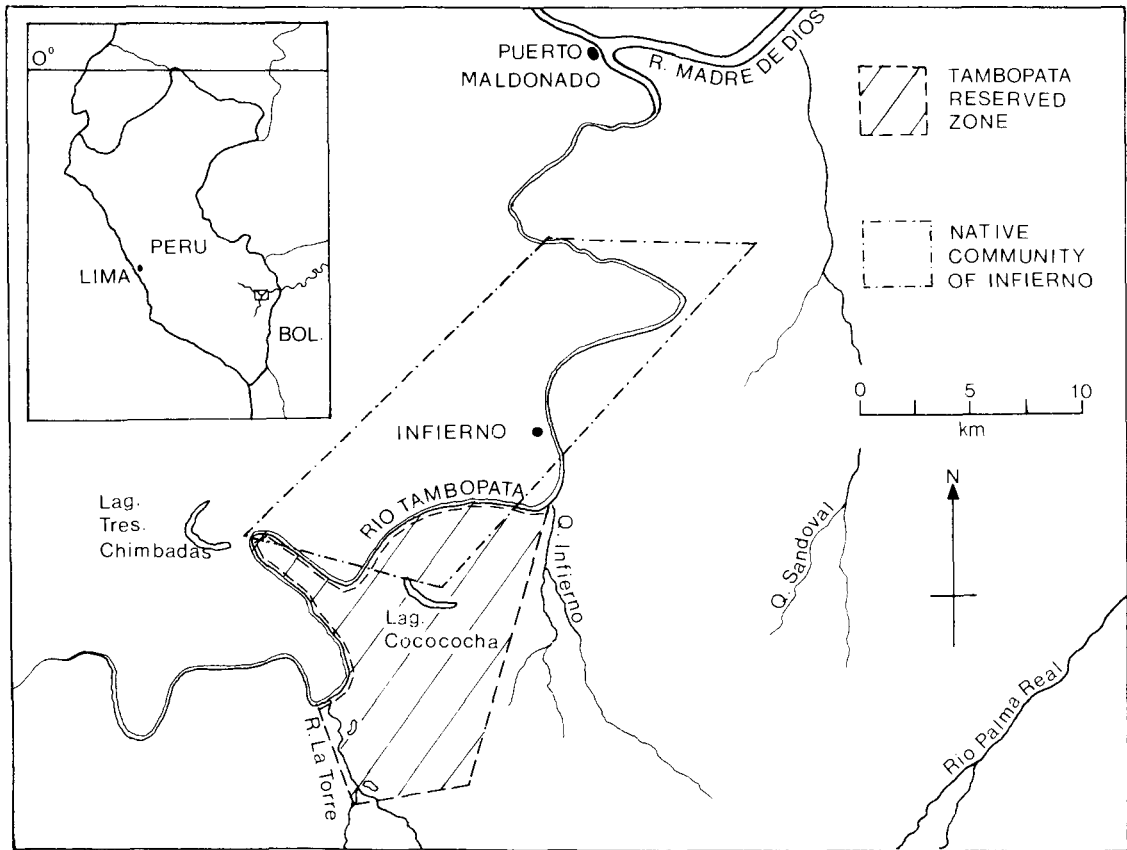 0°
PERU
LIMA
BOL.
PUERTO
MALDONADO
R. MADRE DE DIOS
TAMBOPATA
RESERVED
ZONE
NATIVE
COMMUNITY
OF INFIERNO
0 5 10
km
N
INFIERNO
RIO TAMBOPATA
Lag.
Tres.
Chimbadas
Lag.
Cocococha
Q. Infierno
Q. Sandoval
R. La Torre
Rio Palma Real